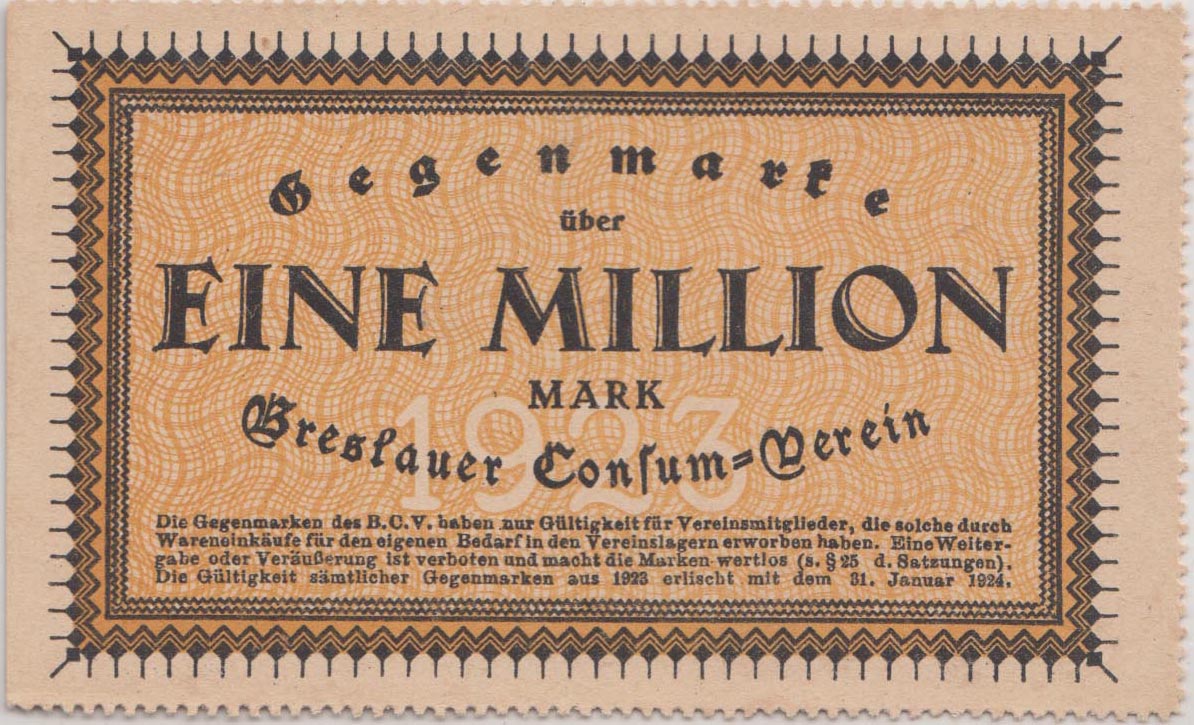 Gegenmarke
über
EINE MILLION
MARK
1923
Breslauer Consum=Verein
Die Gegenmarken des B.C.V. haben nur Gültigkeit für Vereinsmitglieder, die solche durch
Wareneinkäufe für den eigenen Bedarf in den Vereinslagern erworben haben. Eine Weiter-
gabe oder Veräußerung ist verboten und macht die Marken wertlos (s. § 25 d. Satzungen).
Die Gültigkeit sämtlicher Gegenmarken aus 1923 erlischt mit dem 31. Januar 1924.